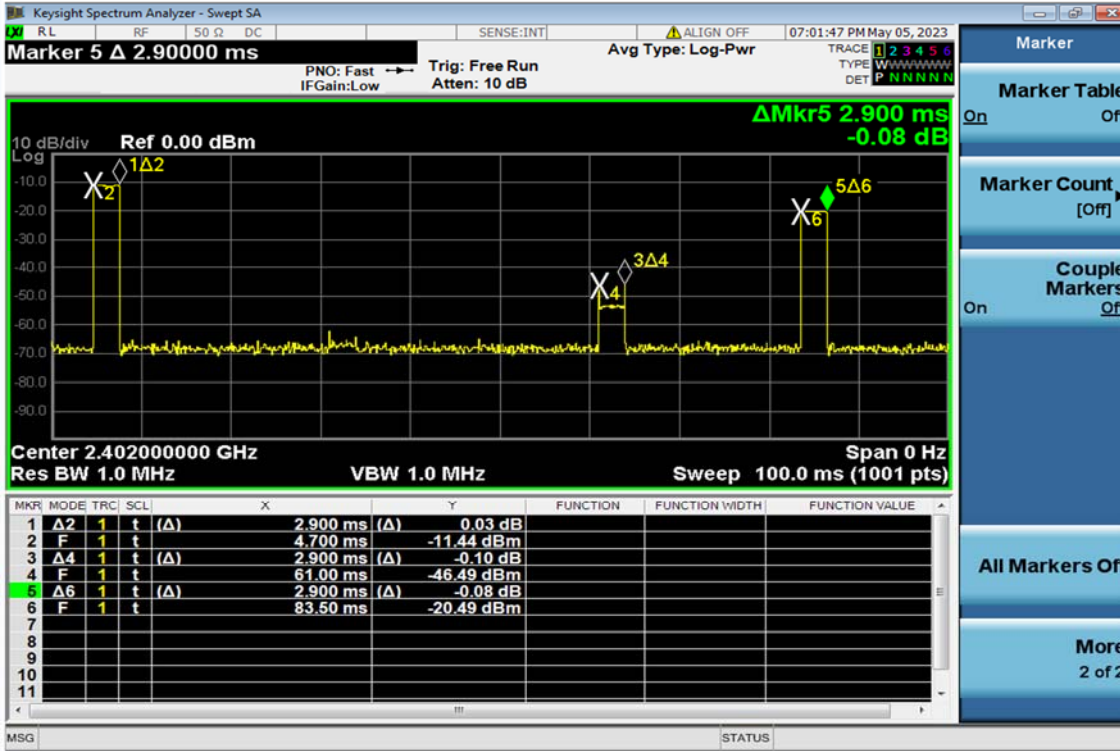 Keysight Spectrum Analyzer - Swept SA
LXI RL RF 50 Ω DC SENSE:INT ALIGN OFF 07:01:47 PM May 05, 2023
Marker 5 Δ 2.90000 ms
PNO: Fast
IFGain:Low
Trig: Free Run
Atten: 10 dB
Avg Type: Log-Pwr
TRACE 1 2 3 4 5 6
TYPE WWWWWW
DET P N N N N N
ΔMkr5 2.900 ms
-0.08 dB
10 dB/div Ref 0.00 dBm
Log
1Δ2
-10.0
2
5Δ6
-20.0
6
-30.0
3Δ4
-40.0
4
-50.0
-60.0
-70.0
-80.0
-90.0
Center 2.402000000 GHz Span 0 Hz
Res BW 1.0 MHz VBW 1.0 MHz Sweep 100.0 ms (1001 pts)
MKR MODE TRC SCL X Y FUNCTION FUNCTION WIDTH FUNCTION VALUE
1 Δ2 1 t (Δ) 2.900 ms (Δ) 0.03 dB
2 F 1 t 4.700 ms -11.44 dBm
3 Δ4 1 t (Δ) 2.900 ms (Δ) -0.10 dB
4 F 1 t 61.00 ms -46.49 dBm
5 Δ6 1 t (Δ) 2.900 ms (Δ) -0.08 dB
6 F 1 t 83.50 ms -20.49 dBm
7
8
9
10
11
MSG STATUS
Marker
Marker Table
On Of
Marker Count
[Off]
Couple
Markers
On Of
All Markers Of
More
2 of 2